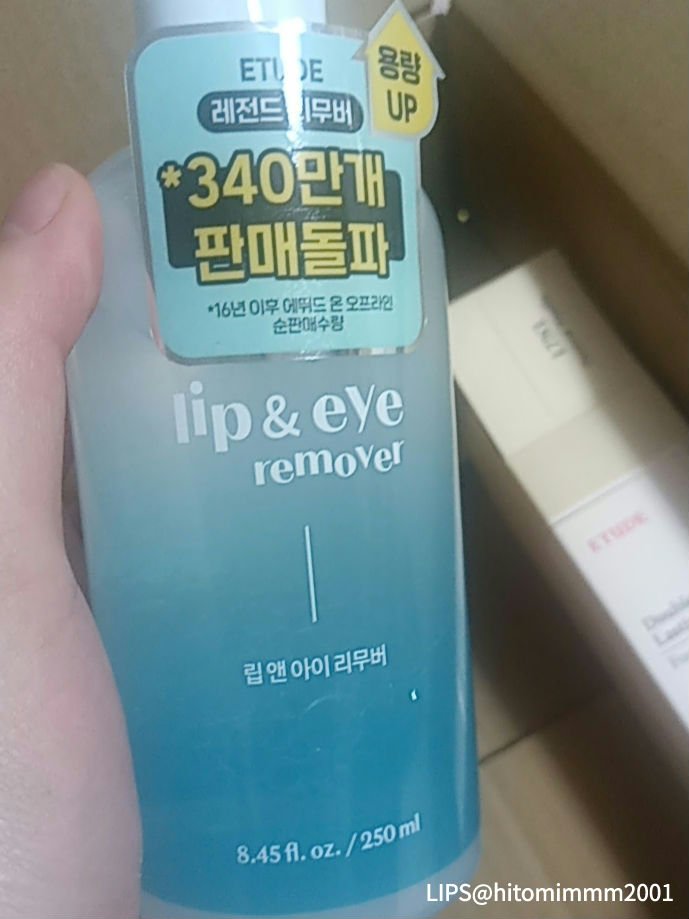 ETUDE
용량
UP
레전드 리무버
*340만개
판매돌파
*16년 이후 에뛰드 온 오프라인
순판매수량
lip & eye
remover
립 앤 아이 리무버
8.45 fl. oz. / 250 ml
ETUDE
LIPS@hitomimmm2001